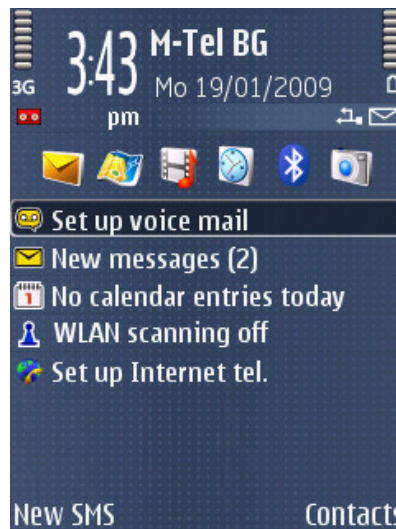 3:43 M-Tel BG
3G Mo 19/01/2009
pm
Set up voice mail
New messages (2)
1 No calendar entries today
WLAN scanning off
Set up Internet tel.
New SMS Contacts